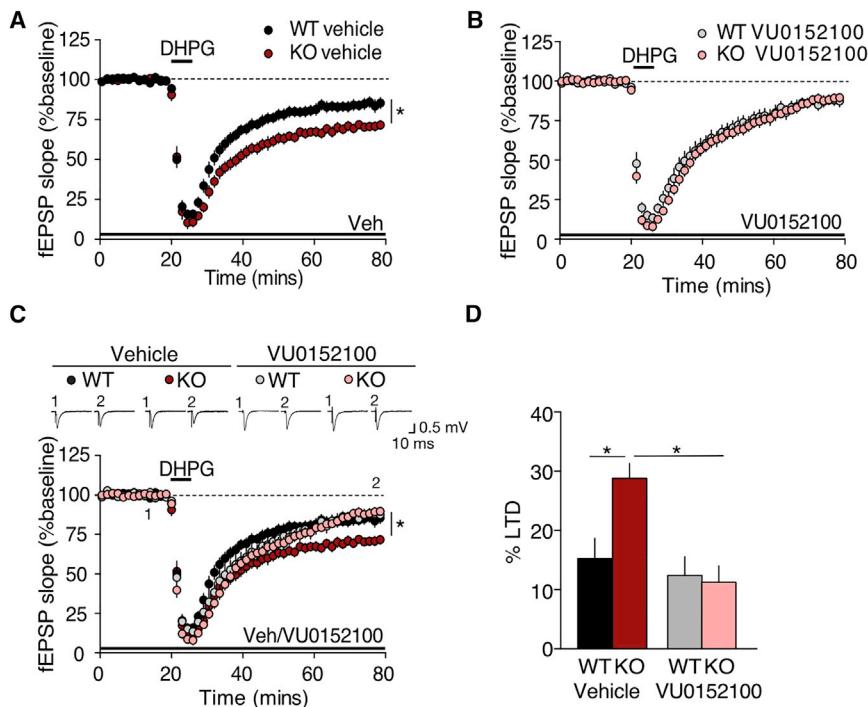 A
WT vehicle
KO vehicle
DHPG
125
100
75
50
25
0
fEPSP slope (%baseline)
*
Veh
0 20 40 60 80
Time (mins)
B
WT VU0152100
KO VU0152100
DHPG
125
100
75
50
25
0
fEPSP slope (%baseline)
VU0152100
0 20 40 60 80
Time (mins)
C
Vehicle VU0152100
WT KO WT KO
1 2 1 2 1 2 1 2
0.5 mV
10 ms
DHPG
125
100
75
50
25
0
fEPSP slope (%baseline)
1
2
*
Veh/VU0152100
0 20 40 60 80
Time (mins)
D
40
30
20
10
0
% LTD
* *
WT KO WT KO
Vehicle VU0152100